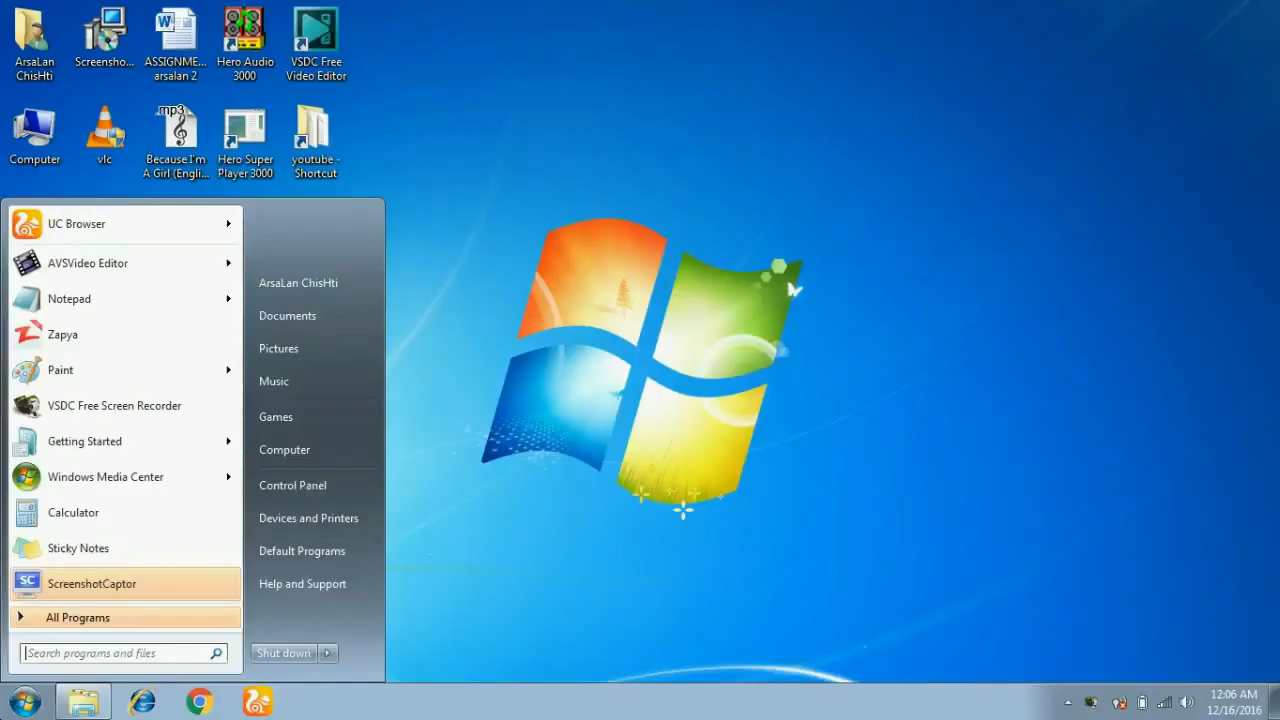 ArsaLan
ChisHti
Screensho...
ASSIGNME...
arsalan 2
Hero Audio
3000
VSDC Free
Video Editor
Computer
vlc
.mp3
Because I'm
A Girl (Engli...
Hero Super
Player 3000
youtube -
Shortcut
UC Browser
AVSVideo Editor
Notepad
Zapya
Paint
VSDC Free Screen Recorder
Getting Started
Windows Media Center
Calculator
Sticky Notes
SC
ScreenshotCaptor
All Programs
Search programs and files
ArsaLan ChisHti
Documents
Pictures
Music
Games
Computer
Control Panel
Devices and Printers
Default Programs
Help and Support
Shut down
12:06 AM
12/16/2016